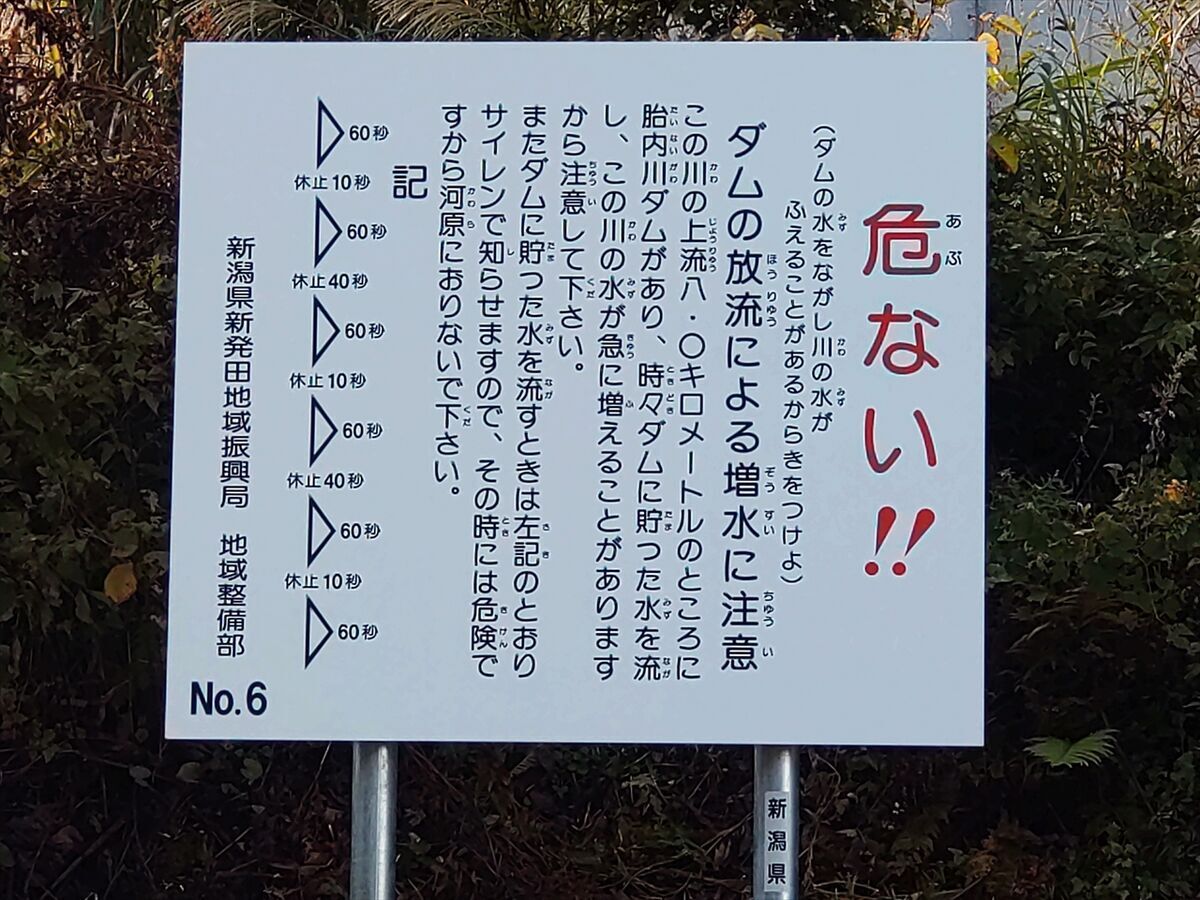 危ない!!
(ダムの水をながし川の水が
ふえることがあるからきをつけよ)
ダムの放流による増水に注意
この川の上流八・〇キロメートルのところに
胎内川ダムがあり、時々ダムに貯った水を流
し、この川の水が急に増えることがあります
から注意して下さい。
またダムに貯った水を流すときは左記のとおり
サイレンで知らせますので、その時には危険で
すから河原におりないで下さい。
記
60秒
休止10秒
60秒
休止40秒
60秒
休止10秒
60秒
休止40秒
60秒
休止10秒
60秒
新潟県新発田地域振興局 地域整備部
No.6
新潟県